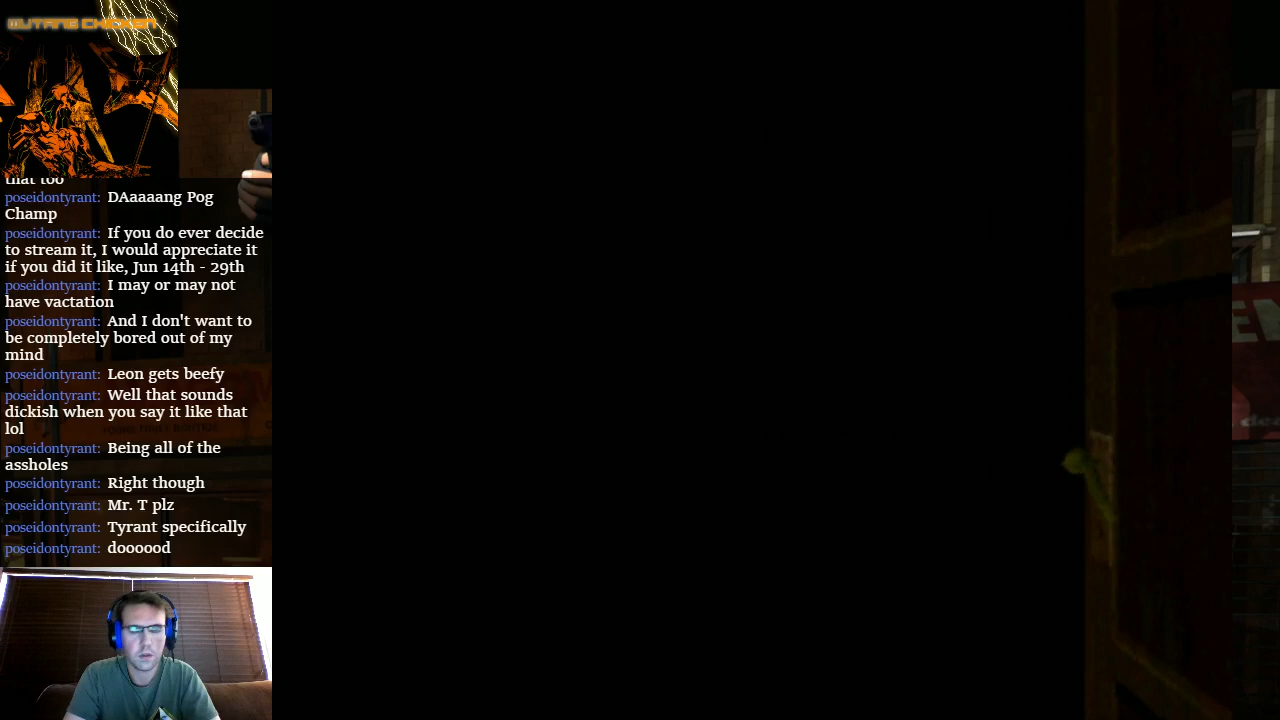 WUTANG CHICKEN
that too
poseidontyrant: DAaaaang Pog
Champ
poseidontyrant: If you do ever decide
to stream it, I would appreciate it
if you did it like, Jun 14th - 29th
poseidontyrant: I may or may not
have vactation
poseidontyrant: And I don't want to
be completely bored out of my
mind
poseidontyrant: Leon gets beefy
poseidontyrant: Well that sounds
dickish when you say it like that
lol
poseidontyrant: Being all of the
assholes
poseidontyrant: Right though
poseidontyrant: Mr. T plz
poseidontyrant: Tyrant specifically
poseidontyrant: doooood